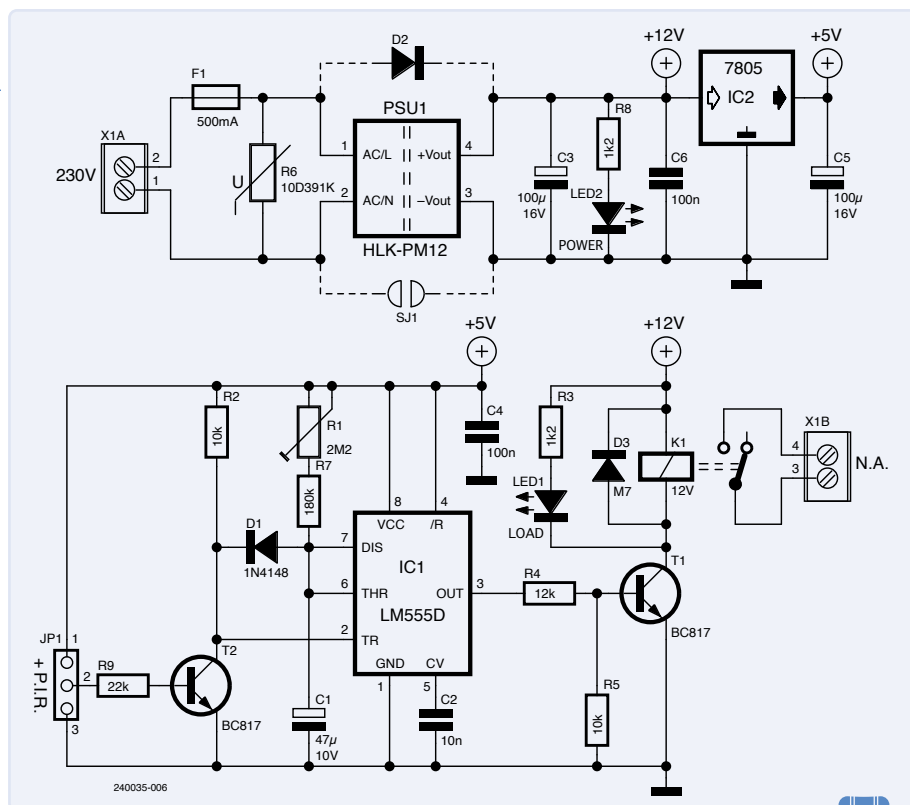 D2
+12V
+5V
F1
500mA
PSU1
7805
IC2
X1A
230V
2
1
U
R6
10D391K
1
AC/L
+Vout
4
2
AC/N
–Vout
3
HLK-PM12
C3
100µ
16V
R8
1k2
LED2
POWER
C6
100n
C5
100µ
16V
SJ1
+5V
+12V
R2
10k
R1
2M2
R7
180k
C4
100n
R3
1k2
LED1
LOAD
D3
M7
K1
12V
X1B
4
3
N.A.
D1
1N4148
8
VCC
4
/R
7
DIS
IC1
6
THR
OUT
3
LM555D
2
TR
GND
CV
1
5
R4
12k
T1
BC817
JP1
1
+ P.I.R.
2
3
R9
22k
T2
BC817
C1
47µ
10V
C2
10n
R5
10k
240035-006